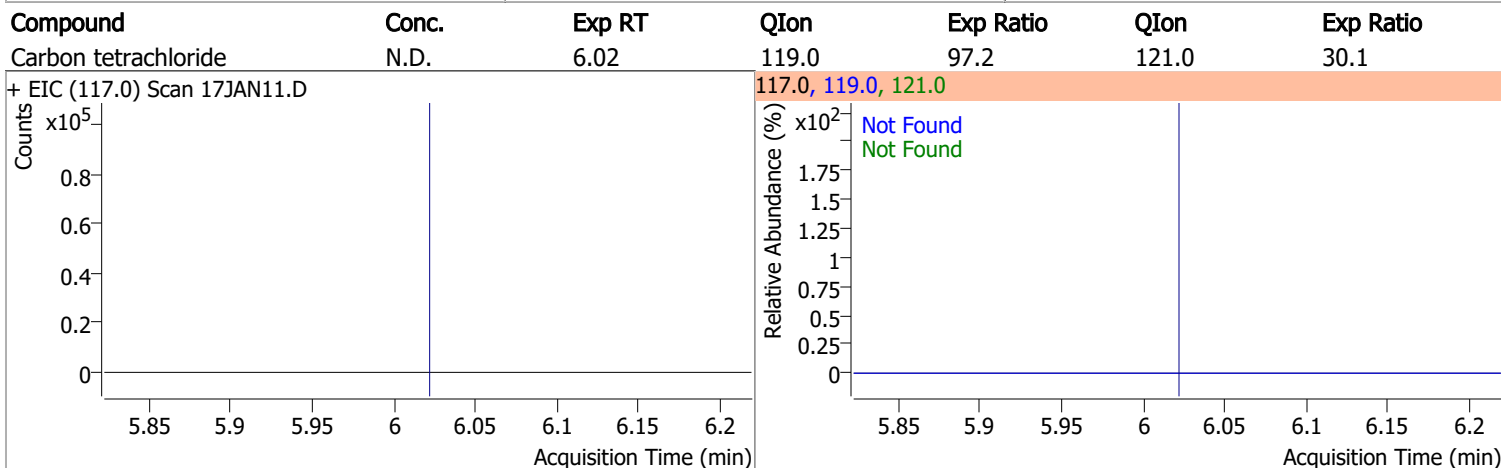 Compound Conc. Exp RT QIon Exp Ratio QIon Exp Ratio
Carbon tetrachloride N.D. 6.02 119.0 97.2 121.0 30.1
+ EIC (117.0) Scan 17JAN11.D
Counts
x10^5
0.8
0.6
0.4
0.2
0
5.85 5.9 5.95 6 6.05 6.1 6.15 6.2
Acquisition Time (min)
117.0, 119.0, 121.0
Relative Abundance (%)
x10^2
Not Found
Not Found
1.75
1.5
1.25
1
0.75
0.5
0.25
0
5.85 5.9 5.95 6 6.05 6.1 6.15 6.2
Acquisition Time (min)